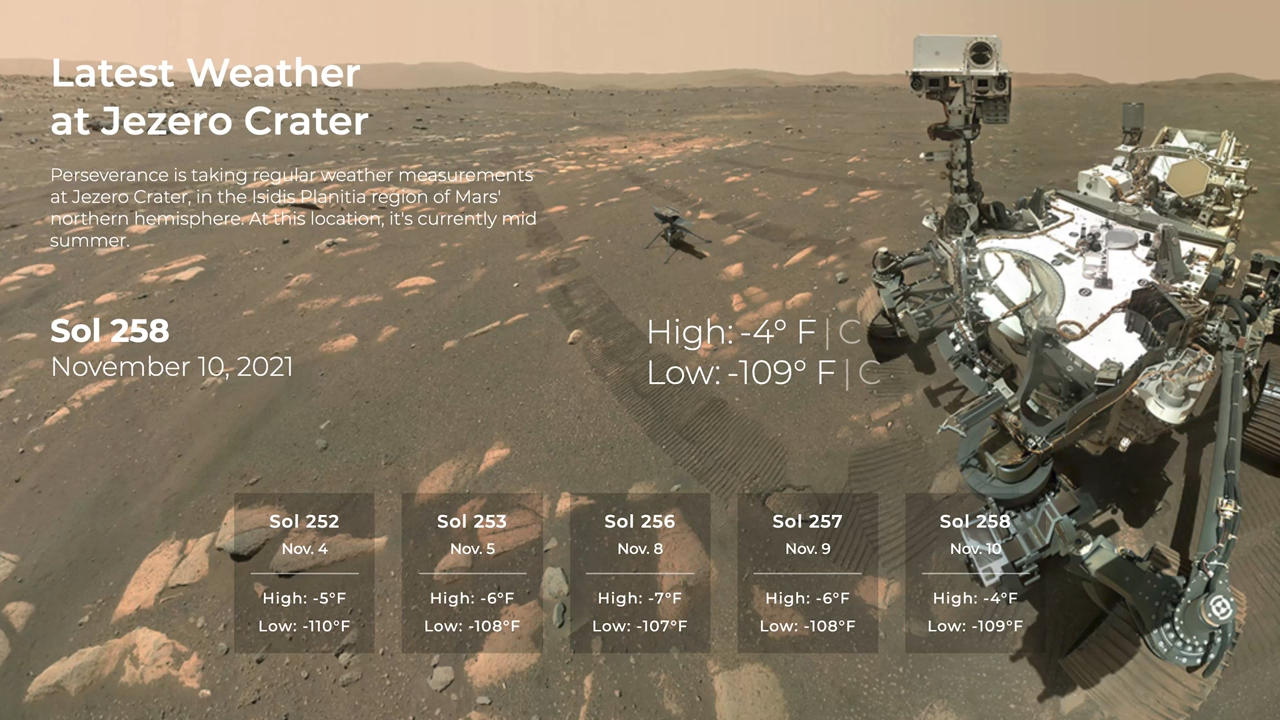 Latest Weather
at Jezero Crater
Perseverance is taking regular weather measurements
at Jezero Crater, in the Isidis Planitia region of Mars'
northern hemisphere. At this location, it's currently mid
summer.
Sol 258
November 10, 2021
High: -4° F | C
Low: -109° F | C
Sol 252
Nov. 4
High: -5°F
Low: -110°F
Sol 253
Nov. 5
High: -6°F
Low: -108°F
Sol 256
Nov. 8
High: -7°F
Low: -107°F
Sol 257
Nov. 9
High: -6°F
Low: -108°F
Sol 258
Nov. 10
High: -4°F
Low: -109°F